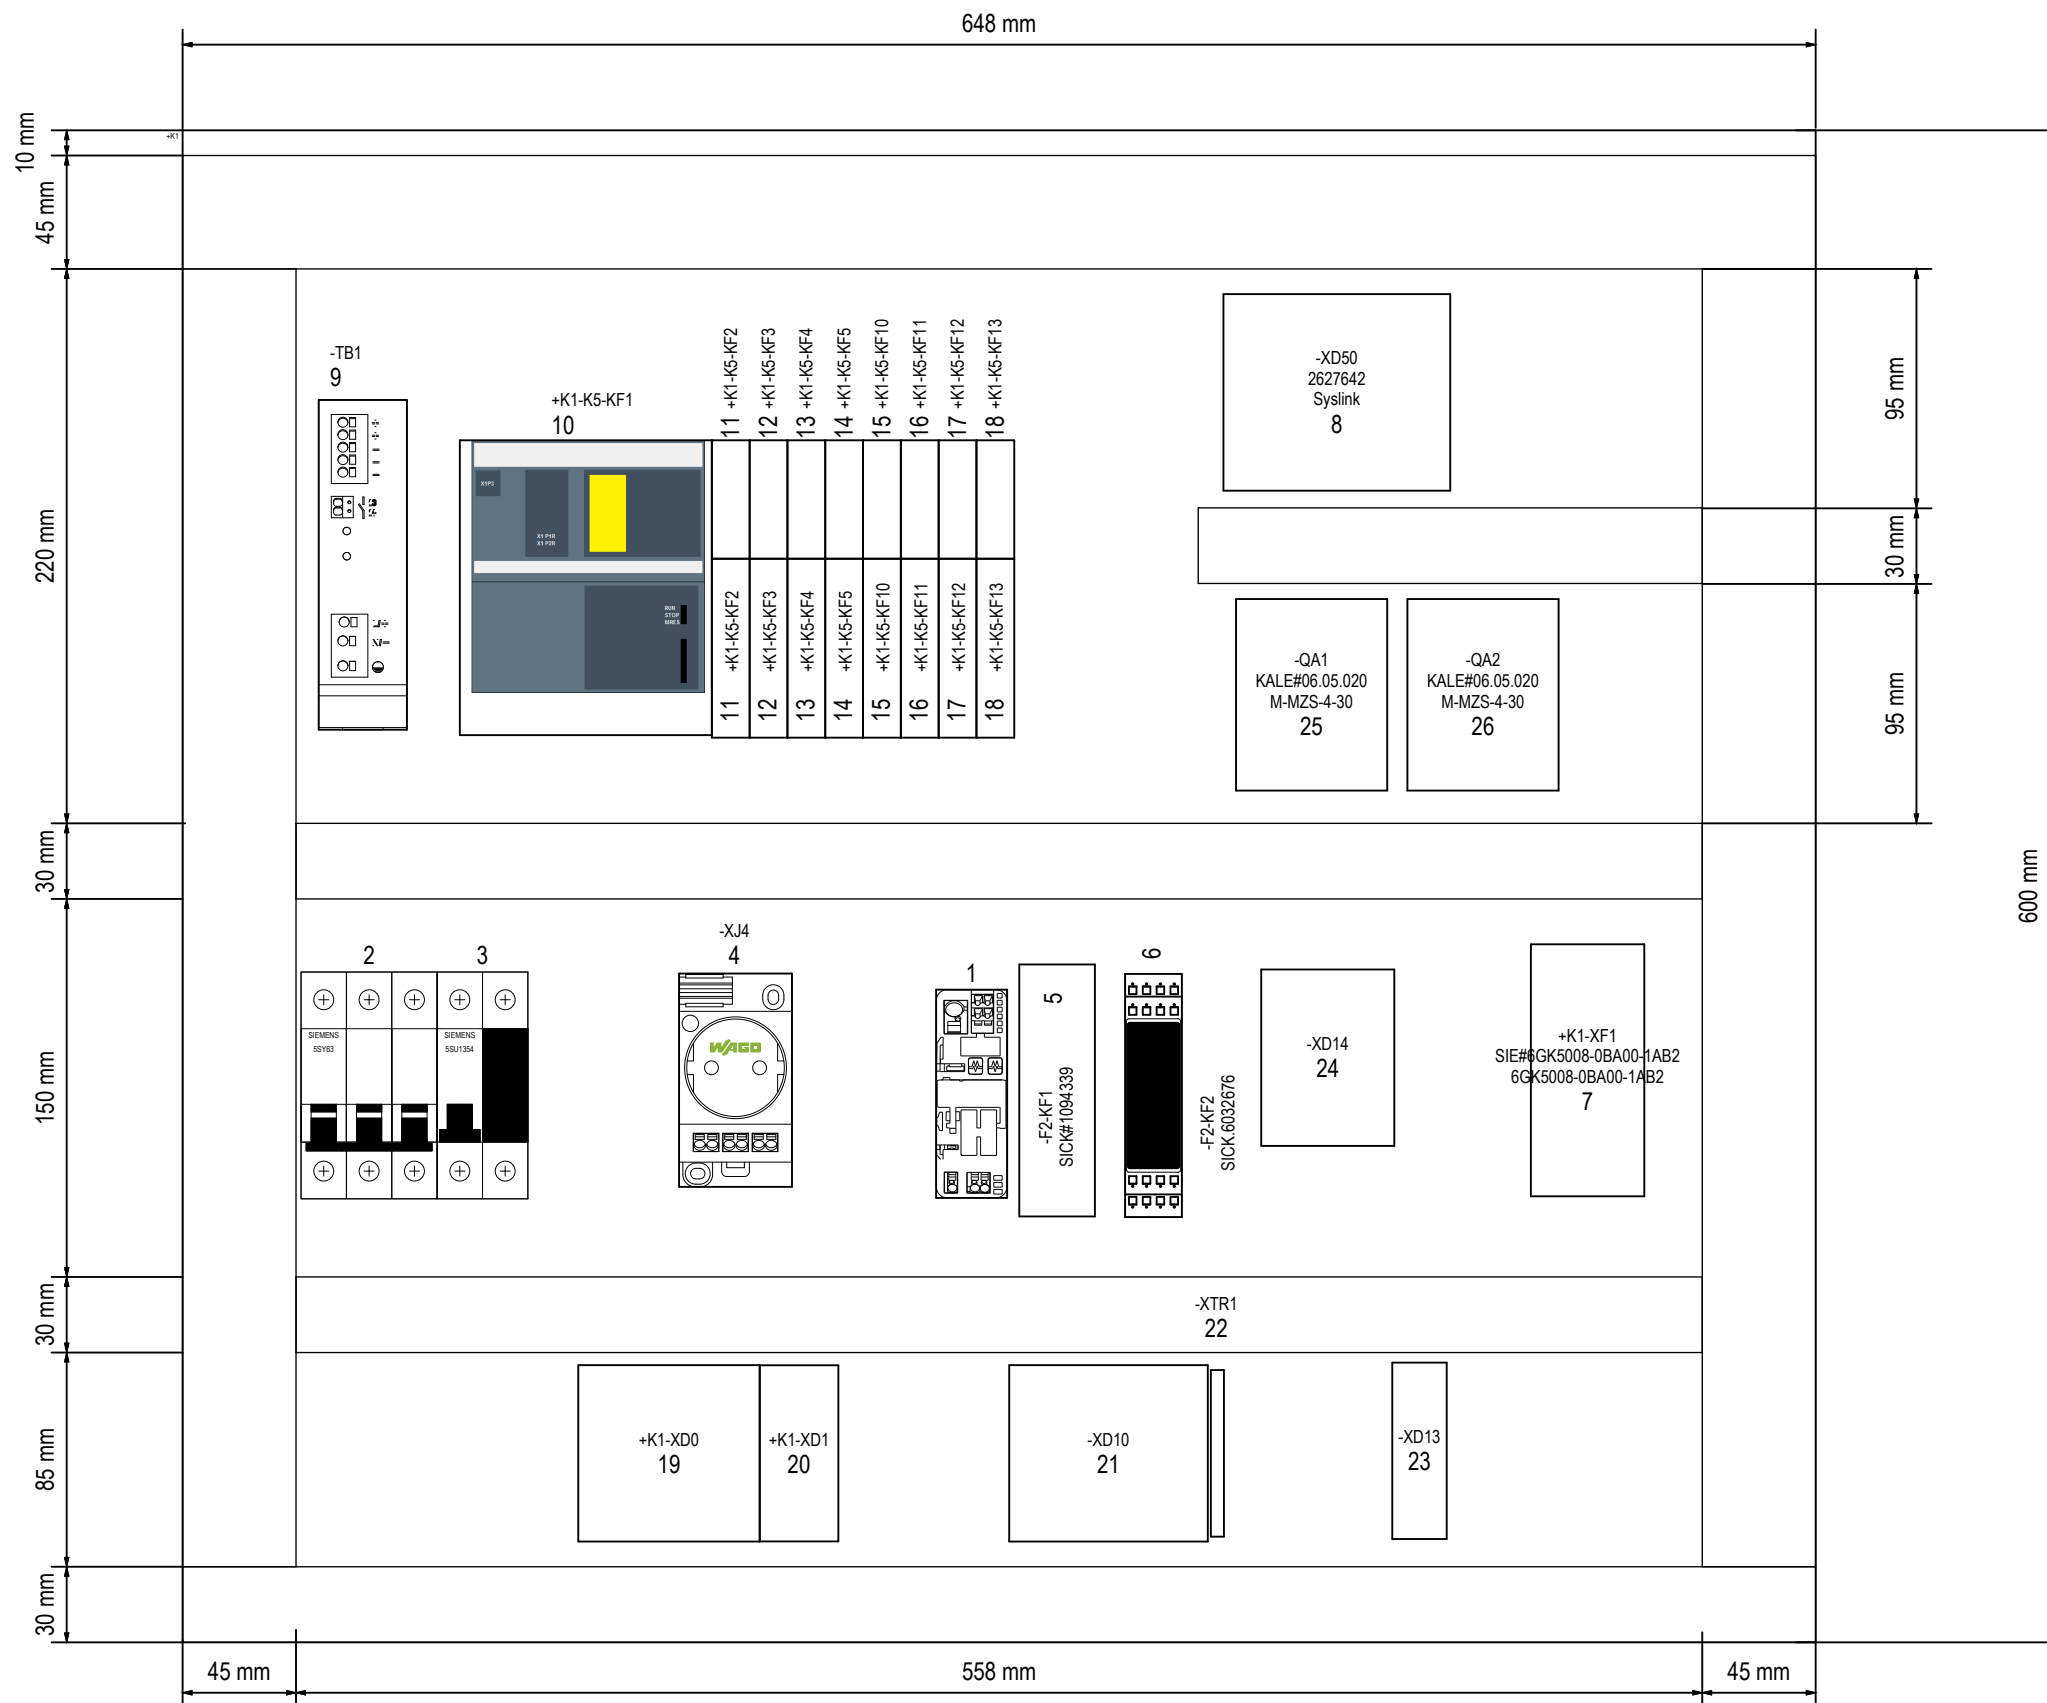 648 mm
10 mm
+K1
45 mm
220 mm
30 mm
150 mm
30 mm
85 mm
30 mm
-TB1
9
+K1-K5-KF1
10
X1P3
X1 P1R
X1 P2R
RUN
STOP
MRES
11 +K1-K5-KF2
12 +K1-K5-KF3
13 +K1-K5-KF4
14 +K1-K5-KF5
15 +K1-K5-KF10
16 +K1-K5-KF11
17 +K1-K5-KF12
18 +K1-K5-KF13
11 +K1-K5-KF2
12 +K1-K5-KF3
13 +K1-K5-KF4
14 +K1-K5-KF5
15 +K1-K5-KF10
16 +K1-K5-KF11
17 +K1-K5-KF12
18 +K1-K5-KF13
-XD50
2627642
Syslink
8
95 mm
30 mm
95 mm
-QA1
KALE#06.05.020
M-MZS-4-30
25
-QA2
KALE#06.05.020
M-MZS-4-30
26
600 mm
2
3
SIEMENS
5SY63
SIEMENS
5SU1354
-XJ4
4
WAGO
1
5
-F2-KF1
SICK#1094339
6
-F2-KF2
SICK.6032676
-XD14
24
+K1-XF1
SIE#6GK5008-0BA00-1AB2
6GK5008-0BA00-1AB2
7
-XTR1
22
+K1-XD0
19
+K1-XD1
20
-XD10
21
-XD13
23
45 mm
558 mm
45 mm